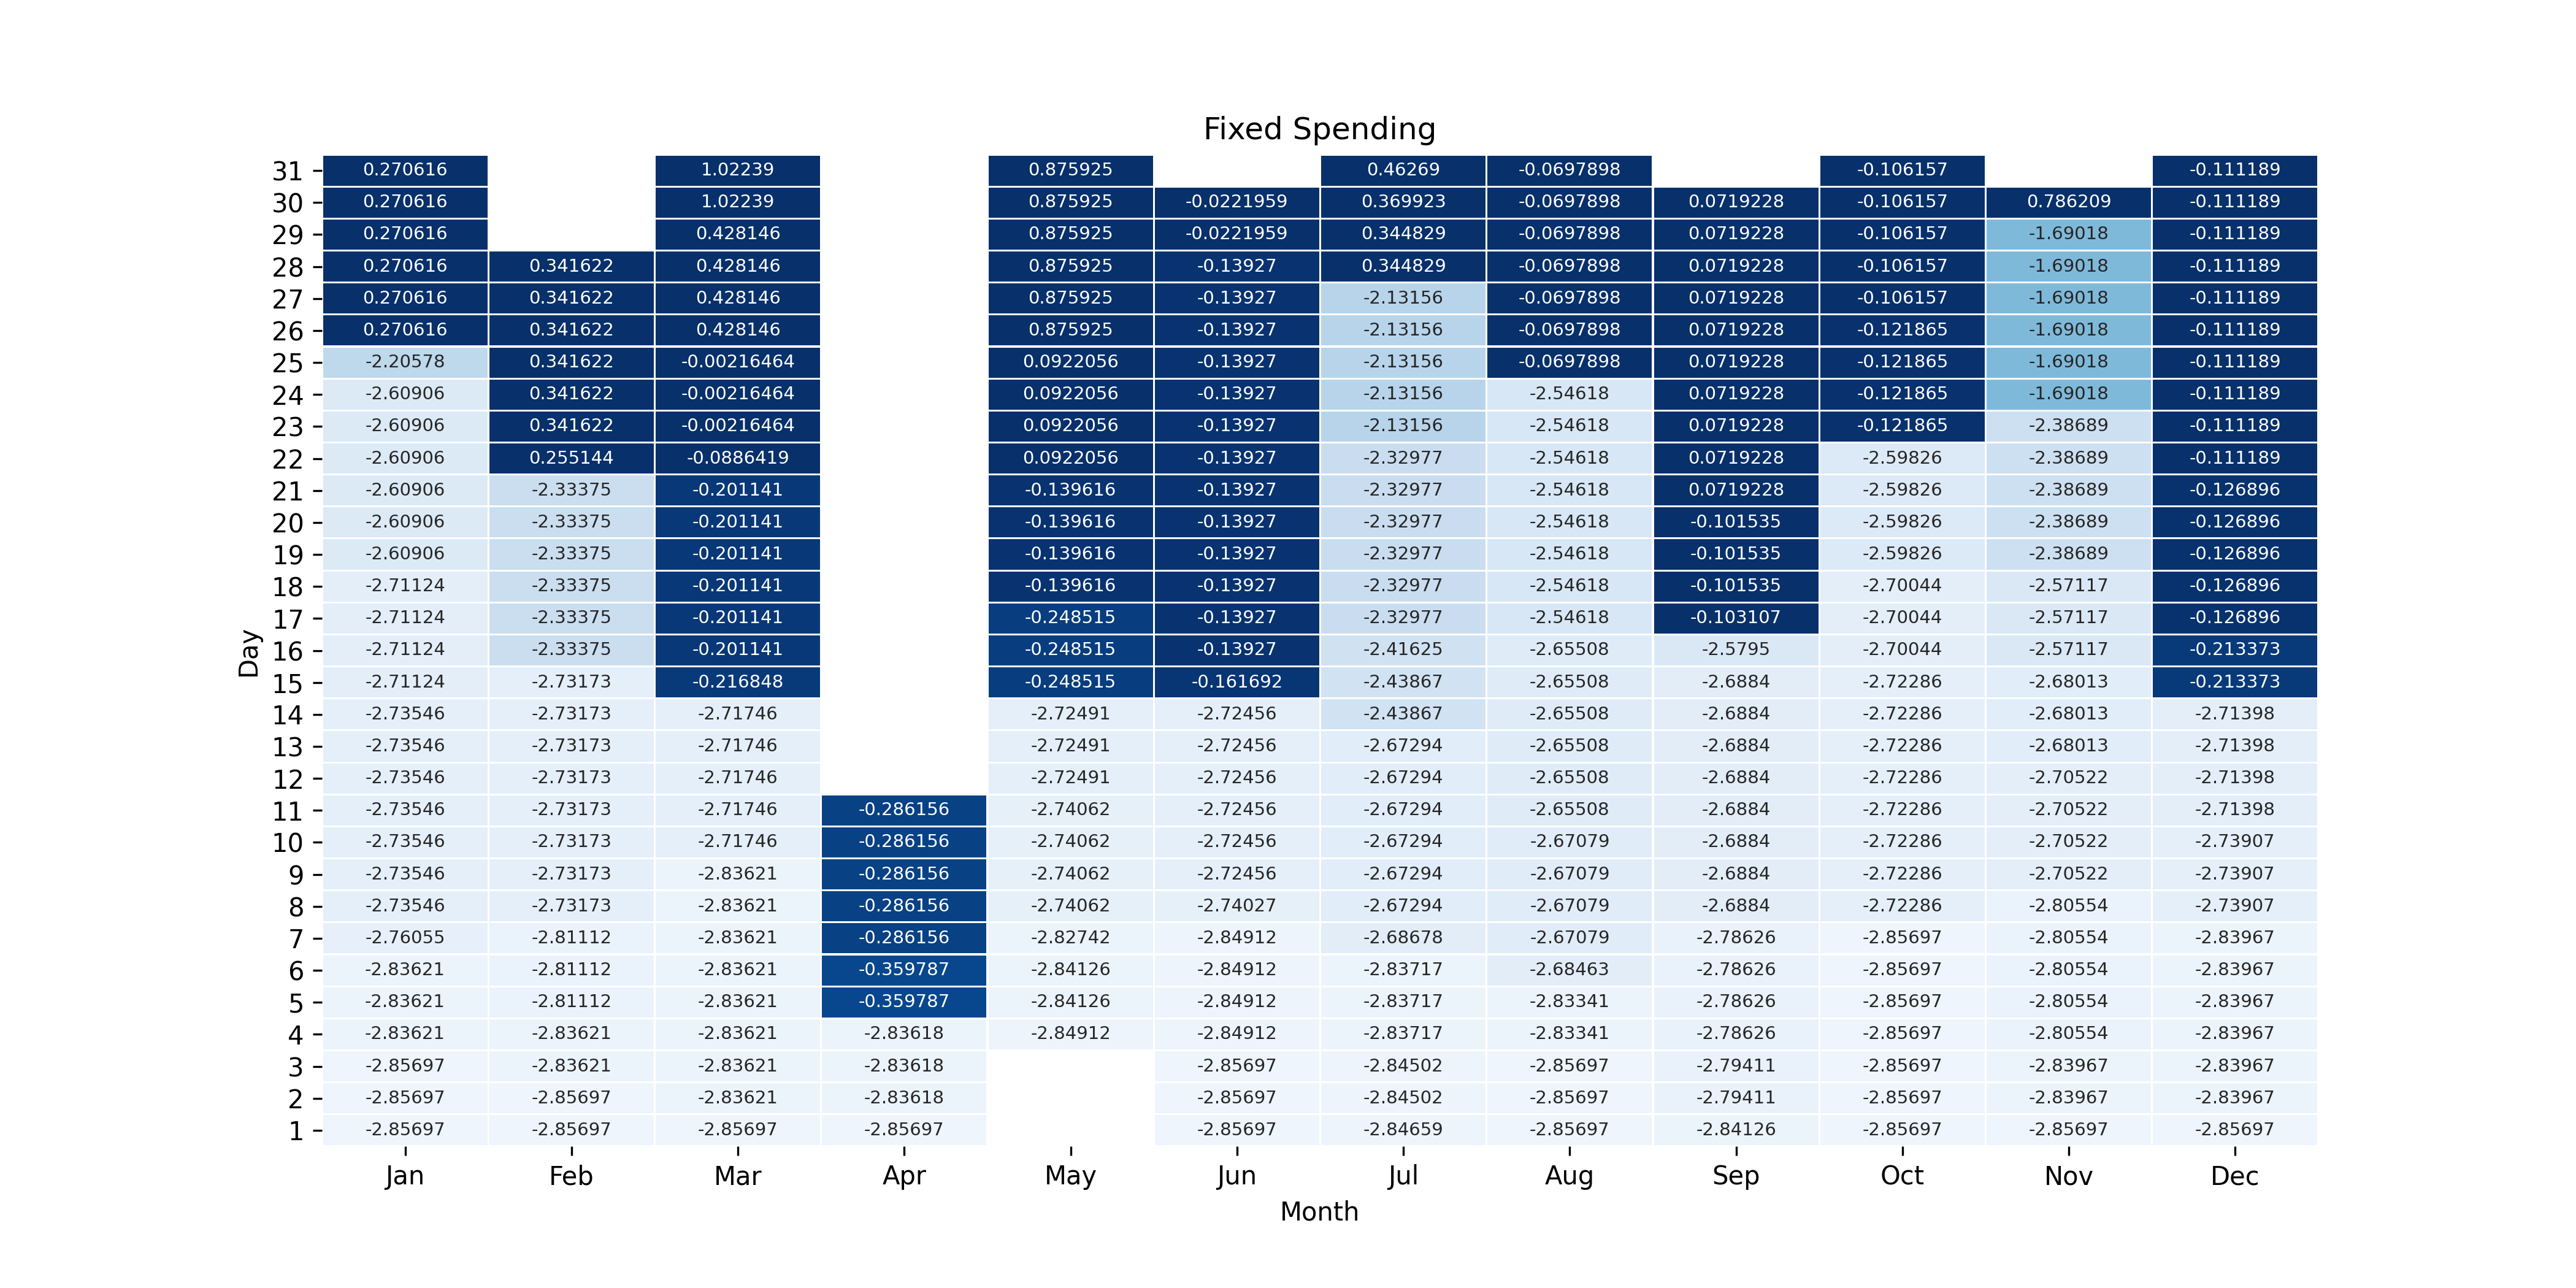 Fixed Spending
31 0.270616 1.02239 0.875925 0.46269 -0.0697898 -0.106157 -0.111189
30 0.270616 1.02239 0.875925 -0.0221959 0.369923 -0.0697898 0.0719228 -0.106157 0.786209 -0.111189
29 0.270616 0.428146 0.875925 -0.0221959 0.344829 -0.0697898 0.0719228 -0.106157 -1.69018 -0.111189
28 0.270616 0.341622 0.428146 0.875925 -0.13927 0.344829 -0.0697898 0.0719228 -0.106157 -1.69018 -0.111189
27 0.270616 0.341622 0.428146 0.875925 -0.13927 -2.13156 -0.0697898 0.0719228 -0.106157 -1.69018 -0.111189
26 0.270616 0.341622 0.428146 0.875925 -0.13927 -2.13156 -0.0697898 0.0719228 -0.121865 -1.69018 -0.111189
25 -2.20578 0.341622 -0.00216464 0.0922056 -0.13927 -2.13156 -0.0697898 0.0719228 -0.121865 -1.69018 -0.111189
24 -2.60906 0.341622 -0.00216464 0.0922056 -0.13927 -2.13156 -2.54618 0.0719228 -0.121865 -1.69018 -0.111189
23 -2.60906 0.341622 -0.00216464 0.0922056 -0.13927 -2.13156 -2.54618 0.0719228 -0.121865 -2.38689 -0.111189
22 -2.60906 0.255144 -0.0886419 0.0922056 -0.13927 -2.32977 -2.54618 0.0719228 -2.59826 -2.38689 -0.111189
21 -2.60906 -2.33375 -0.201141 -0.139616 -0.13927 -2.32977 -2.54618 0.0719228 -2.59826 -2.38689 -0.126896
20 -2.60906 -2.33375 -0.201141 -0.139616 -0.13927 -2.32977 -2.54618 -0.101535 -2.59826 -2.38689 -0.126896
19 -2.60906 -2.33375 -0.201141 -0.139616 -0.13927 -2.32977 -2.54618 -0.101535 -2.59826 -2.38689 -0.126896
18 -2.71124 -2.33375 -0.201141 -0.139616 -0.13927 -2.32977 -2.54618 -0.101535 -2.70044 -2.57117 -0.126896
17 -2.71124 -2.33375 -0.201141 -0.248515 -0.13927 -2.32977 -2.54618 -0.103107 -2.70044 -2.57117 -0.126896
16 -2.71124 -2.33375 -0.201141 -0.248515 -0.13927 -2.41625 -2.65508 -2.5795 -2.70044 -2.57117 -0.213373
15 -2.71124 -2.73173 -0.216848 -0.248515 -0.161692 -2.43867 -2.65508 -2.6884 -2.72286 -2.68013 -0.213373
14 -2.73546 -2.73173 -2.71746 -2.72491 -2.72456 -2.43867 -2.65508 -2.6884 -2.72286 -2.68013 -2.71398
13 -2.73546 -2.73173 -2.71746 -2.72491 -2.72456 -2.67294 -2.65508 -2.6884 -2.72286 -2.68013 -2.71398
12 -2.73546 -2.73173 -2.71746 -2.72491 -2.72456 -2.67294 -2.65508 -2.6884 -2.72286 -2.70522 -2.71398
11 -2.73546 -2.73173 -2.71746 -0.286156 -2.74062 -2.72456 -2.67294 -2.65508 -2.6884 -2.72286 -2.70522 -2.71398
10 -2.73546 -2.73173 -2.71746 -0.286156 -2.74062 -2.72456 -2.67294 -2.67079 -2.6884 -2.72286 -2.70522 -2.73907
9 -2.73546 -2.73173 -2.83621 -0.286156 -2.74062 -2.72456 -2.67294 -2.67079 -2.6884 -2.72286 -2.70522 -2.73907
8 -2.73546 -2.73173 -2.83621 -0.286156 -2.74062 -2.74027 -2.67294 -2.67079 -2.6884 -2.72286 -2.80554 -2.73907
7 -2.76055 -2.81112 -2.83621 -0.286156 -2.82742 -2.84912 -2.68678 -2.67079 -2.78626 -2.85697 -2.80554 -2.83967
6 -2.83621 -2.81112 -2.83621 -0.359787 -2.84126 -2.84912 -2.83717 -2.68463 -2.78626 -2.85697 -2.80554 -2.83967
5 -2.83621 -2.81112 -2.83621 -0.359787 -2.84126 -2.84912 -2.83717 -2.83341 -2.78626 -2.85697 -2.80554 -2.83967
4 -2.83621 -2.83621 -2.83621 -2.83618 -2.84912 -2.84912 -2.83717 -2.83341 -2.78626 -2.85697 -2.80554 -2.83967
3 -2.85697 -2.83621 -2.83621 -2.83618 -2.85697 -2.84502 -2.85697 -2.79411 -2.85697 -2.83967 -2.83967
2 -2.85697 -2.85697 -2.83621 -2.83618 -2.85697 -2.84502 -2.85697 -2.79411 -2.85697 -2.83967 -2.83967
1 -2.85697 -2.85697 -2.85697 -2.85697 -2.85697 -2.84659 -2.85697 -2.84126 -2.85697 -2.85697 -2.85697
Day
Jan Feb Mar Apr May Jun Jul Aug Sep Oct Nov Dec
Month